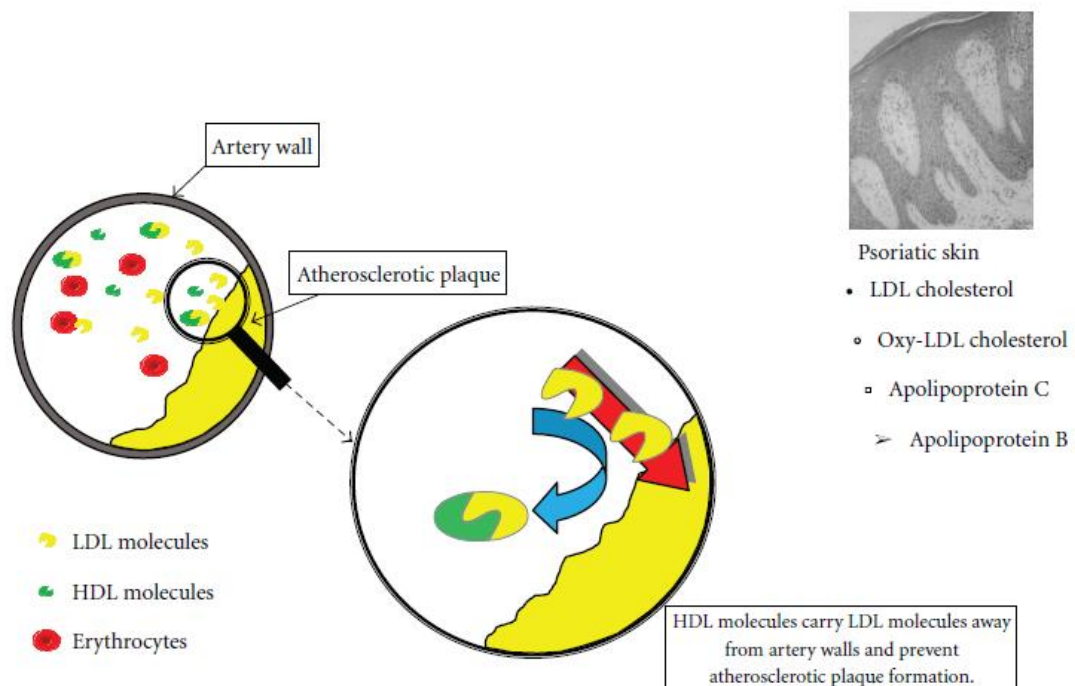 Artery wall
Atherosclerotic plaque
LDL molecules
HDL molecules
Erythrocytes
HDL molecules carry LDL molecules away
from artery walls and prevent
atherosclerotic plaque formation.
Psoriatic skin
• LDL cholesterol
∘ Oxy-LDL cholesterol
▫ Apolipoprotein C
➢ Apolipoprotein B